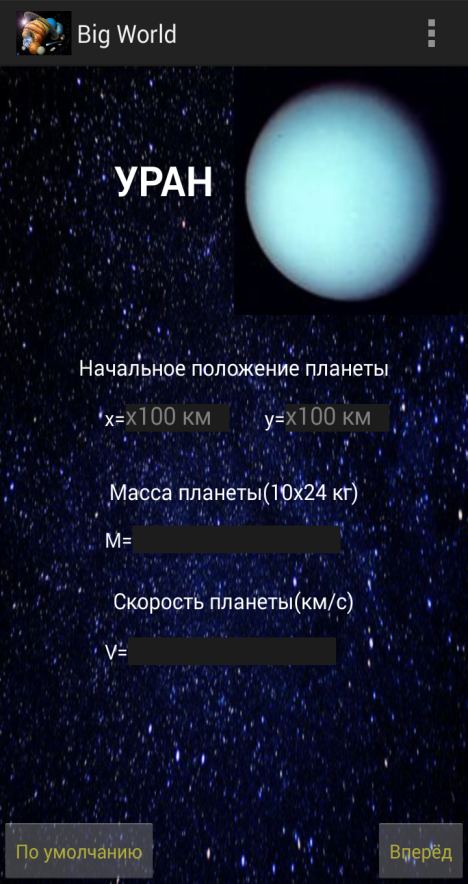 Big World
УРАН
Начальное положение планеты
x=x100 км y=x100 км
Масса планеты(10x24 кг)
M=
Скорость планеты(км/с)
V=
По умолчанию Вперёд